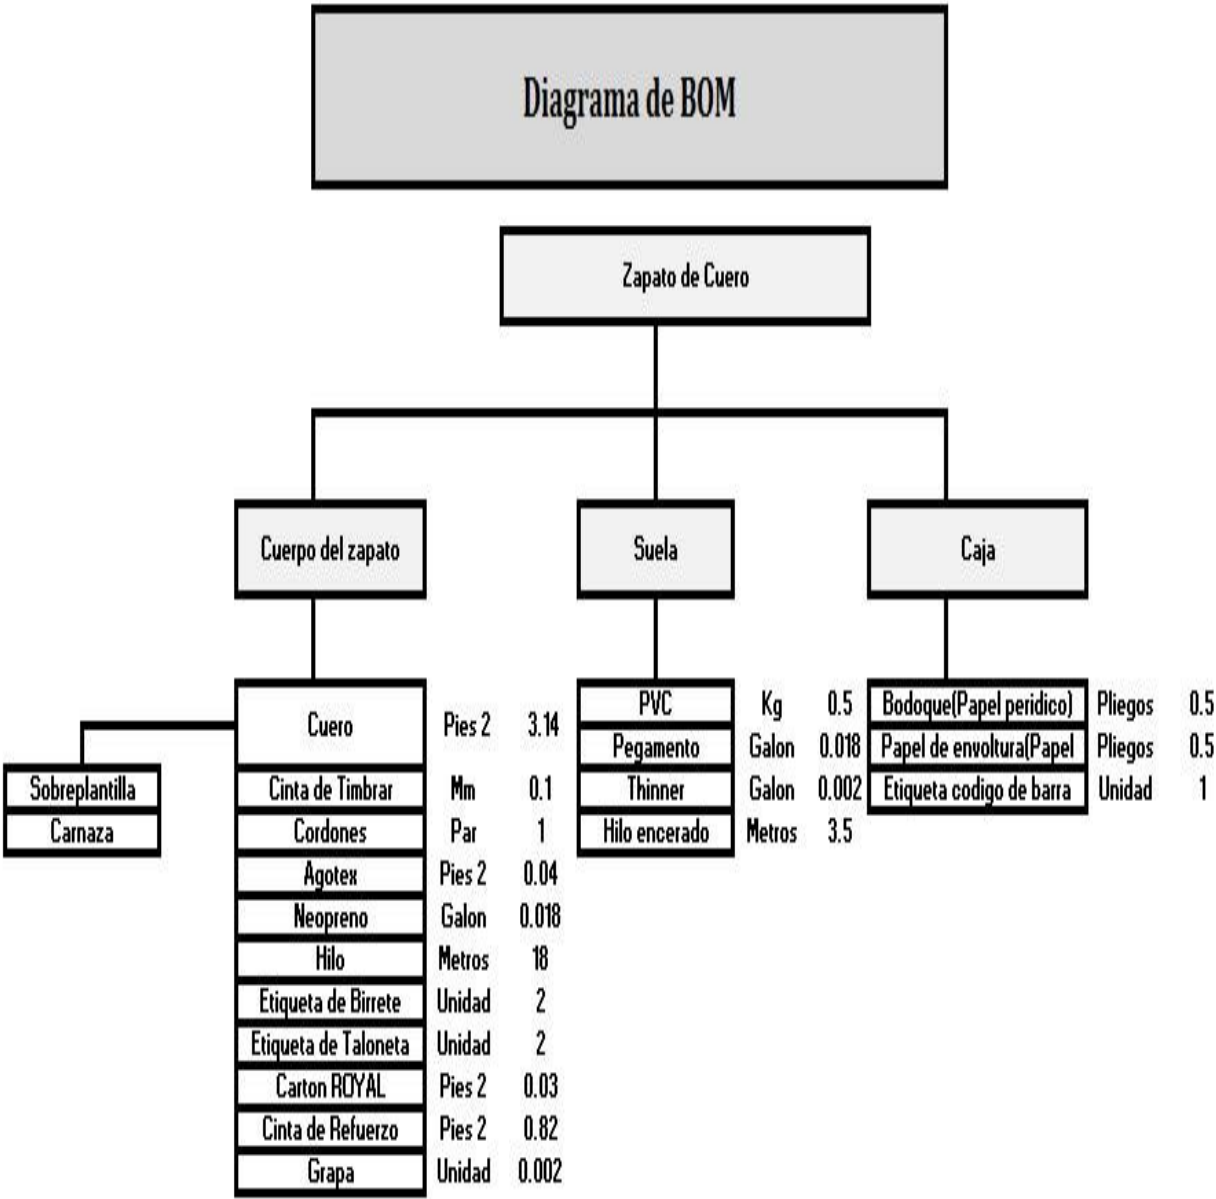 Diagrama de BOM
Zapato de Cuero
Cuerpo del zapato
Suela
Caja
Cuero Pies 2 3.14
Sobreplantilla
Carnaza
Cinta de Timbrar Mm 0.1
Cordones Par 1
Agotex Pies 2 0.04
Neopreno Galon 0.018
Hilo Metros 18
Etiqueta de Birrete Unidad 2
Etiqueta de Taloneta Unidad 2
Carton ROYAL Pies 2 0.03
Cinta de Refuerzo Pies 2 0.82
Grapa Unidad 0.002
PVC Kg 0.5
Pegamento Galon 0.018
Thinner Galon 0.002
Hilo encerado Metros 3.5
Bodoque(Papel peridico) Pliegos 0.5
Papel de envoltura(Papel Pliegos 0.5
Etiqueta codigo de barra Unidad 1